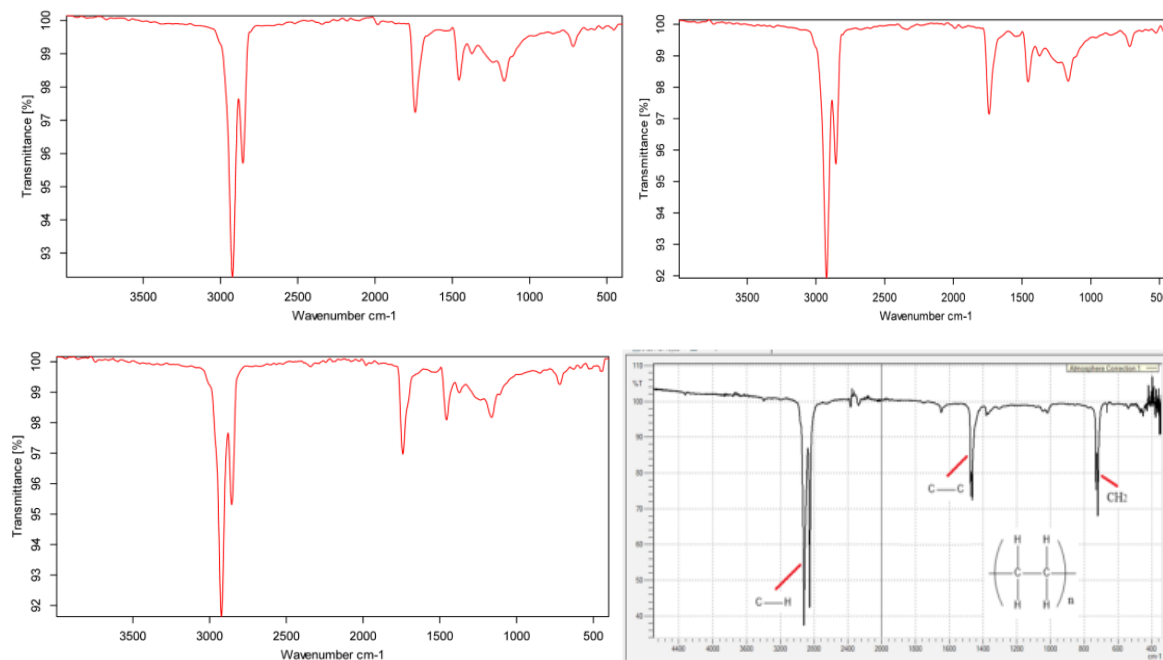 Transmittance [%]
100
99
98
97
96
95
94
93
3500 3000 2500 2000 1500 1000 500
Wavenumber cm-1
Transmittance [%]
100
99
98
97
96
95
94
93
92
3500 3000 2500 2000 1500 1000
Wavenumber cm-1
Transmittance [%]
100
99
98
97
96
95
94
93
92
3500 3000 2500 2000 1500 1000 500
Wavenumber cm-1
Atmosphere Correction 1
110
%T
100
90
80
70
60
50
40
C—C
CH2
C—H
H H
C C
H H
n
4400 4000 3600 3200 2800 2400 2000 1800 1600 1400 1200 1000 800 600 400
cm-1